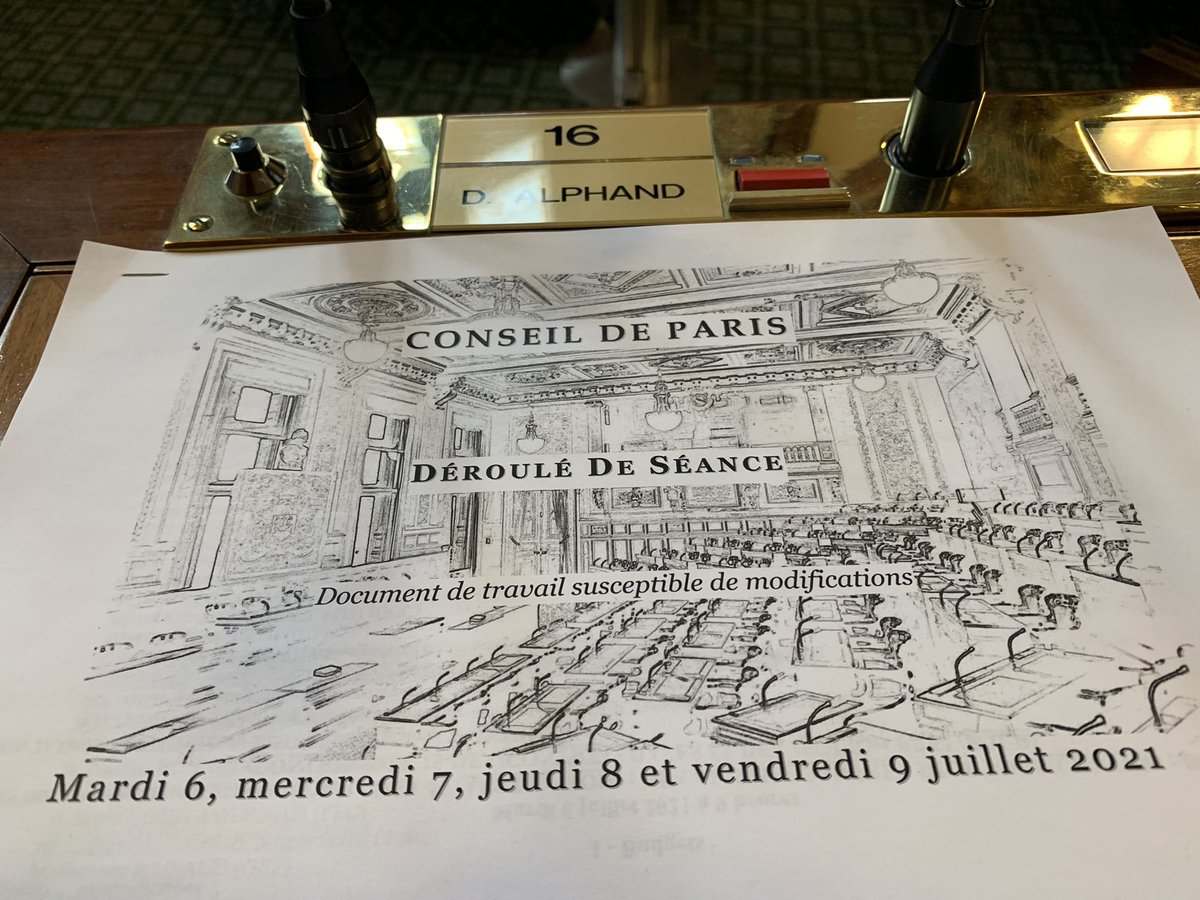 16
D. ALPHAND
CONSEIL DE PARIS
DÉROULÉ DE SÉANCE
Document de travail susceptible de modifications
Mardi 6, mercredi 7, jeudi 8 et vendredi 9 juillet 2021